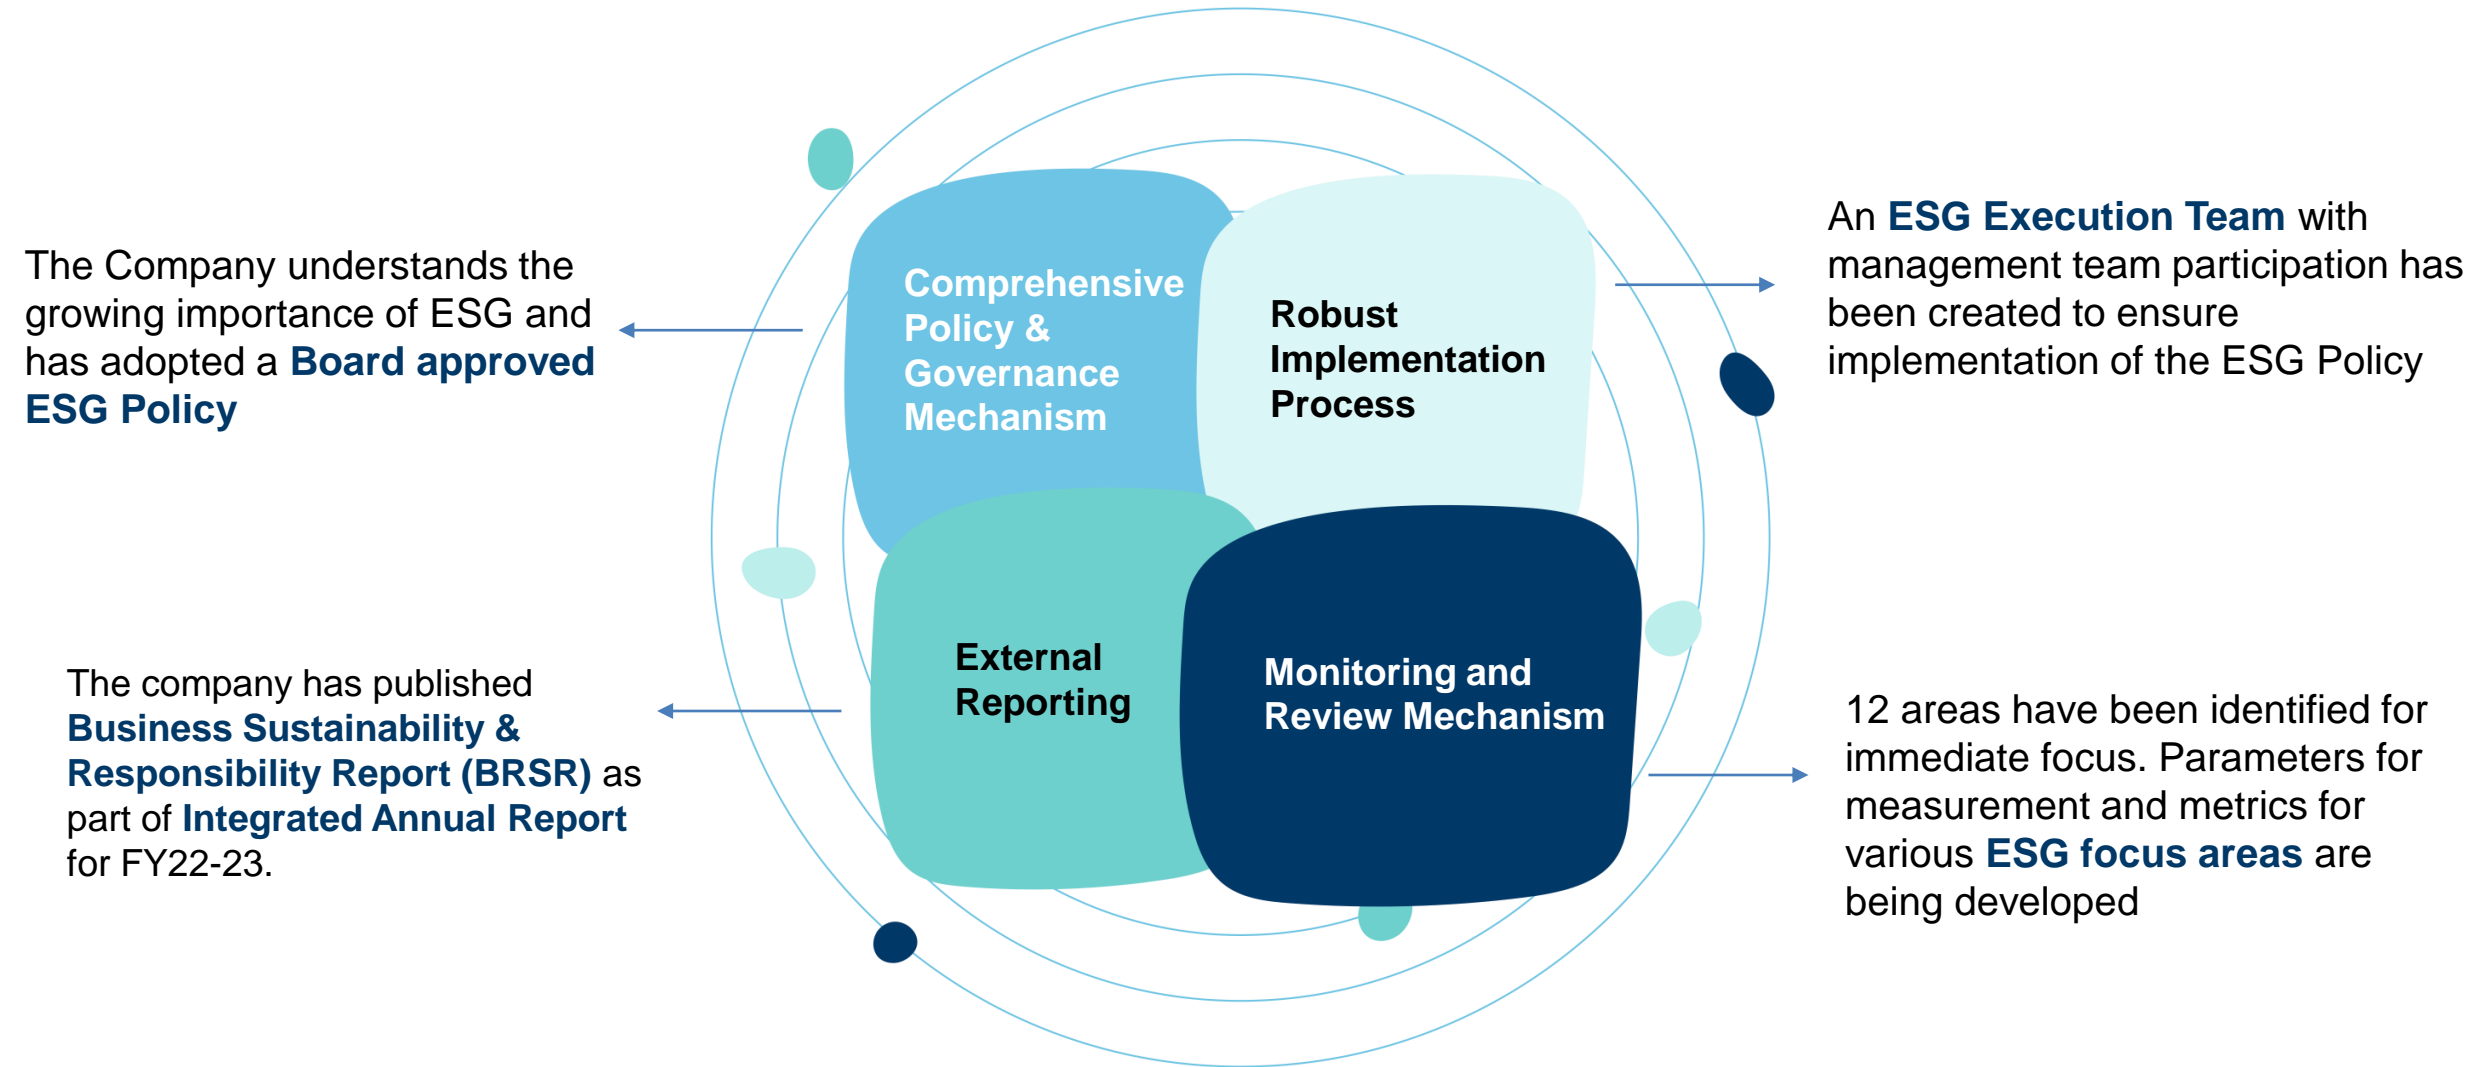 The Company understands the
growing importance of ESG and
has adopted a Board approved
ESG Policy
Comprehensive
Policy &
Governance
Mechanism
Robust
Implementation
Process
An ESG Execution Team with
management team participation has
been created to ensure
implementation of the ESG Policy
The company has published
Business Sustainability &
Responsibility Report (BRSR) as
part of Integrated Annual Report
for FY22-23.
External
Reporting
Monitoring and
Review Mechanism
12 areas have been identified for
immediate focus. Parameters for
measurement and metrics for
various ESG focus areas are
being developed